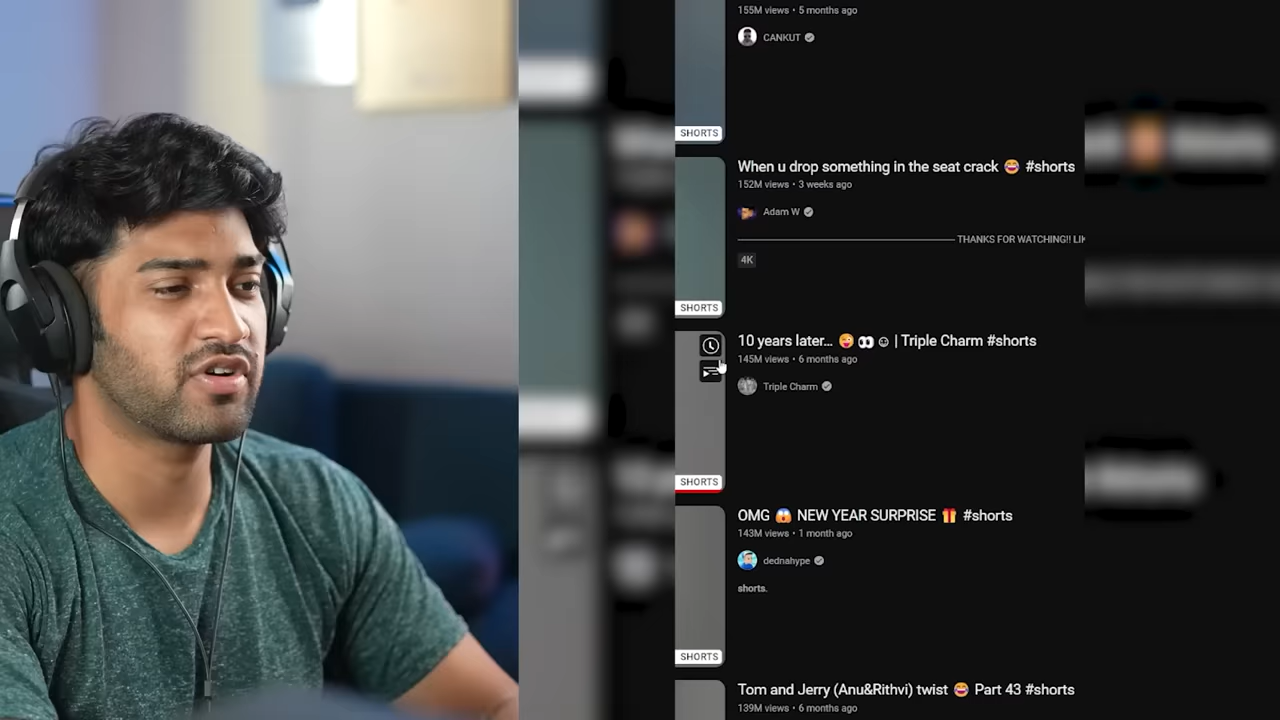 155M views • 5 months ago
CANKUT
SHORTS
When u drop something in the seat crack 😂 #shorts
152M views • 3 weeks ago
Adam W
THANKS FOR WATCHING!! LIK
4K
SHORTS
10 years later... 😜👀☺ | Triple Charm #shorts
145M views • 6 months ago
Triple Charm
SHORTS
OMG 😱 NEW YEAR SURPRISE 🎁 #shorts
143M views • 1 month ago
dednahype
shorts.
SHORTS
Tom and Jerry (Anu&Rithvi) twist 😂 Part 43 #shorts
139M views • 6 months ago